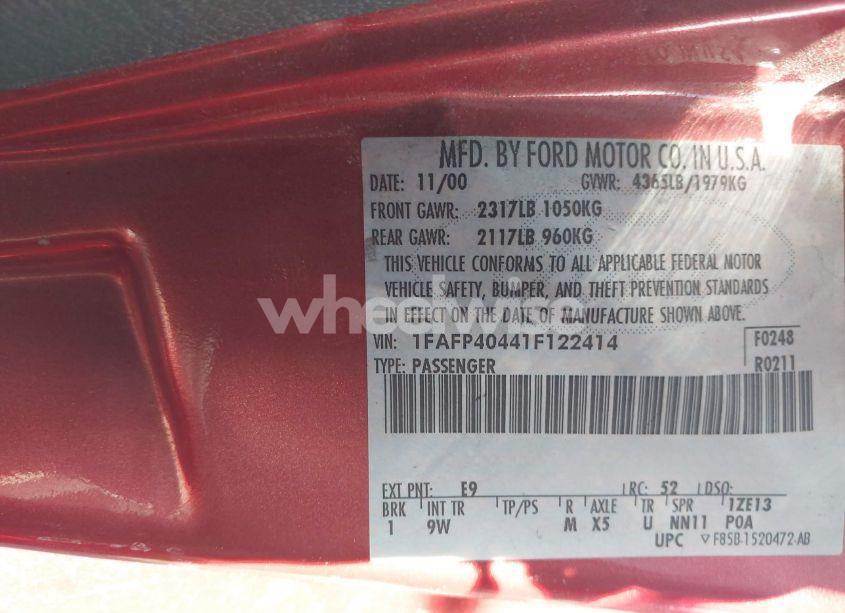 MFD. BY FORD MOTOR CO. IN U.S.A.
DATE: 11/00 GVWR: 4365LB/1979KG
FRONT GAWR: 2317LB 1050KG
REAR GAWR: 2117LB 960KG
THIS VEHICLE CONFORMS TO ALL APPLICABLE FEDERAL MOTOR
VEHICLE SAFETY, BUMPER, AND THEFT PREVENTION STANDARDS
IN EFFECT ON THE DATE OF MANUFACTURE SHOWN ABOVE.
wheelwise
VIN: 1FAFP40441F122414 F0248
TYPE: PASSENGER R0211
EXT PNT: E9 RC: 52 DSO:
BRK INT TR TP/PS R AXLE TR SPR 1ZE13
1 9W M X5 U NN11 POA
UPC F85B-1520472-AB